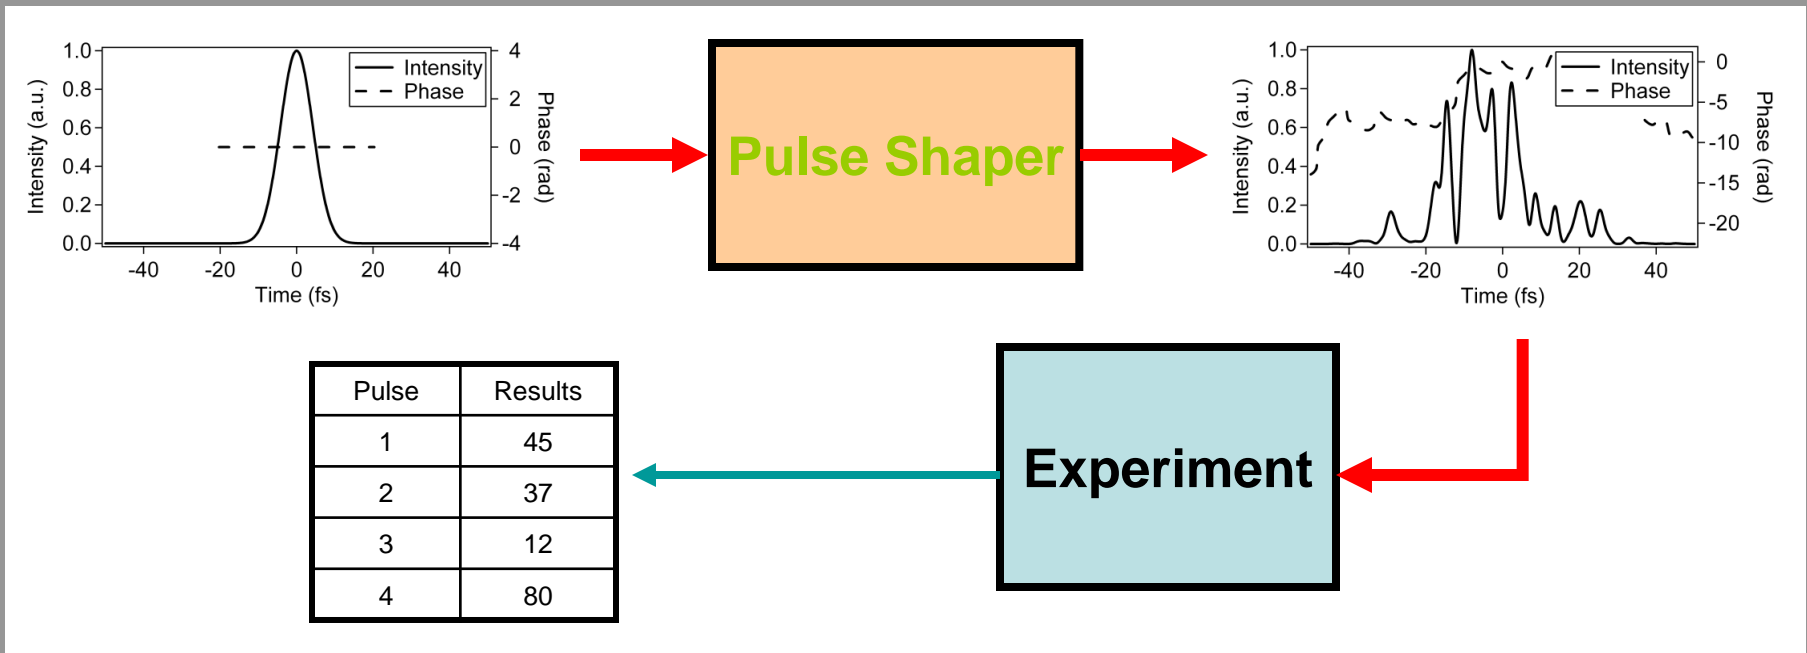 1.0
0.8
0.6
0.4
0.2
0.0
Intensity (a.u.)
Intensity
Phase
4
2
0
-2
-4
Phase (rad)
-40 -20 0 20 40
Time (fs)
Pulse Shaper
1.0
0.8
0.6
0.4
0.2
0.0
Intensity (a.u.)
Intensity
Phase
0
-5
-10
-15
-20
Phase (rad)
-40 -20 0 20 40
Time (fs)
Pulse Results
1 45
2 37
3 12
4 80
Experiment